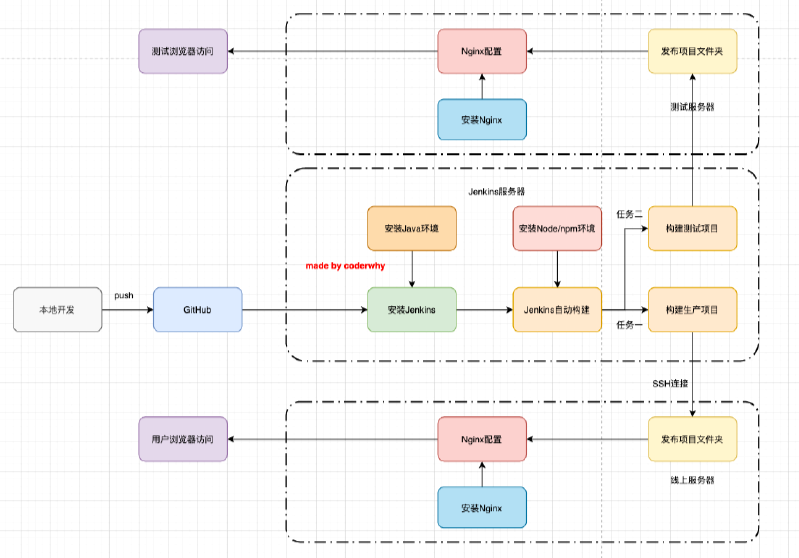 测试浏览器访问
Nginx配置
发布项目文件夹
安装Nginx
测试服务器
Jenkins服务器
任务二
安装Java环境
安装Node/npm环境
构建测试项目
made by coderwhy
push
本地开发
GitHub
安装Jenkins
Jenkins自动构建
构建生产项目
任务一
SSH连接
用户浏览器访问
Nginx配置
发布项目文件夹
线上服务器
安装Nginx